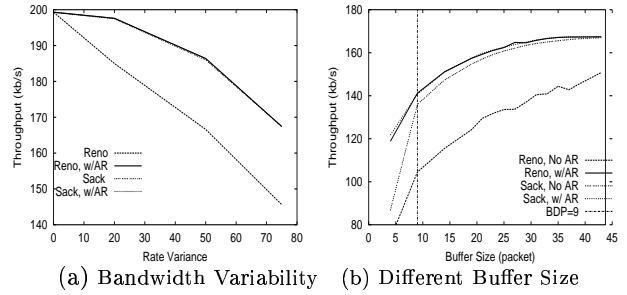 200
190
180
170
160
150
140
Throughput (kb/s)
Reno
Reno, w/AR
Sack
Sack, w/AR
0 10 20 30 40 50 60 70 80
Rate Variance
(a) Bandwidth Variability
180
160
140
120
100
80
Throughput (kb/s)
Reno, No AR
Reno, w/AR
Sack, No AR
Sack, w/ AR
BDP=9
0 5 10 15 20 25 30 35 40 45
Buffer Size (packet)
(b) Different Buffer Size